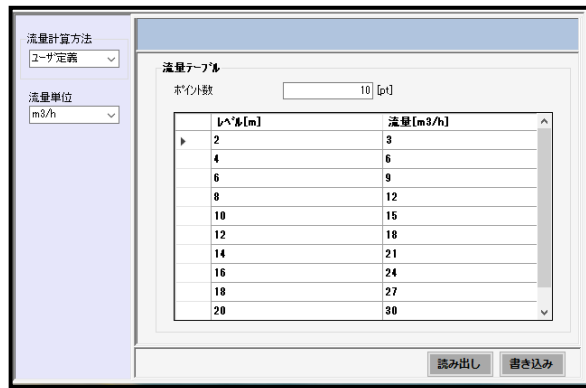 流量計算方法
ユーザ定義
流量単位
m3/h
流量テーブル
ポイント数 10 [pt]
レベル[m] 流量[m3/h]
2 3
4 6
6 9
8 12
10 15
12 18
14 21
16 24
18 27
20 30
読み出し 書き込み